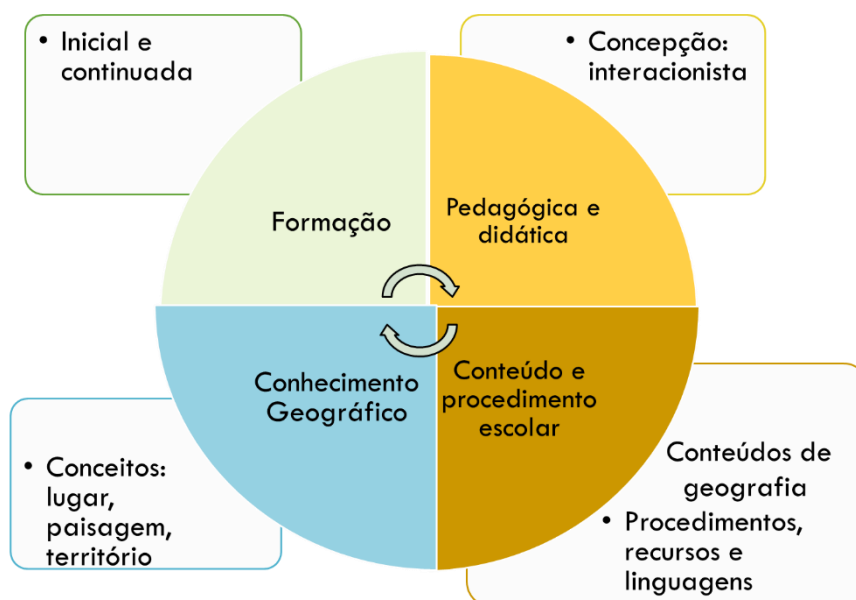 • Inicial e
continuada
• Concepção:
interacionista
Formação
Pedagógica e
didática
Conhecimento
Geográfico
Conteúdo e
procedimento
escolar
• Conceitos:
lugar,
paisagem,
território
Conteúdos de
geografia
• Procedimentos,
recursos e
linguagens